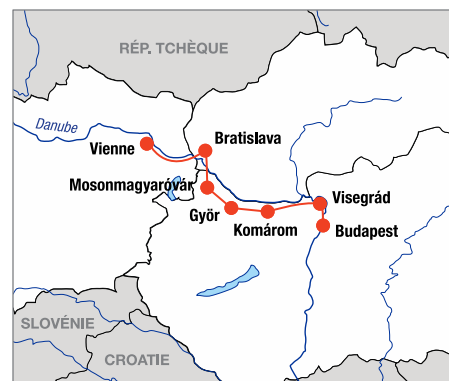 RÉP. TCHÈQUE
Danube
Vienne
Bratislava
Mosonmagyaróvár
Györ
Komárom
Visegrád
Budapest
SLOVÉNIE
CROATIE